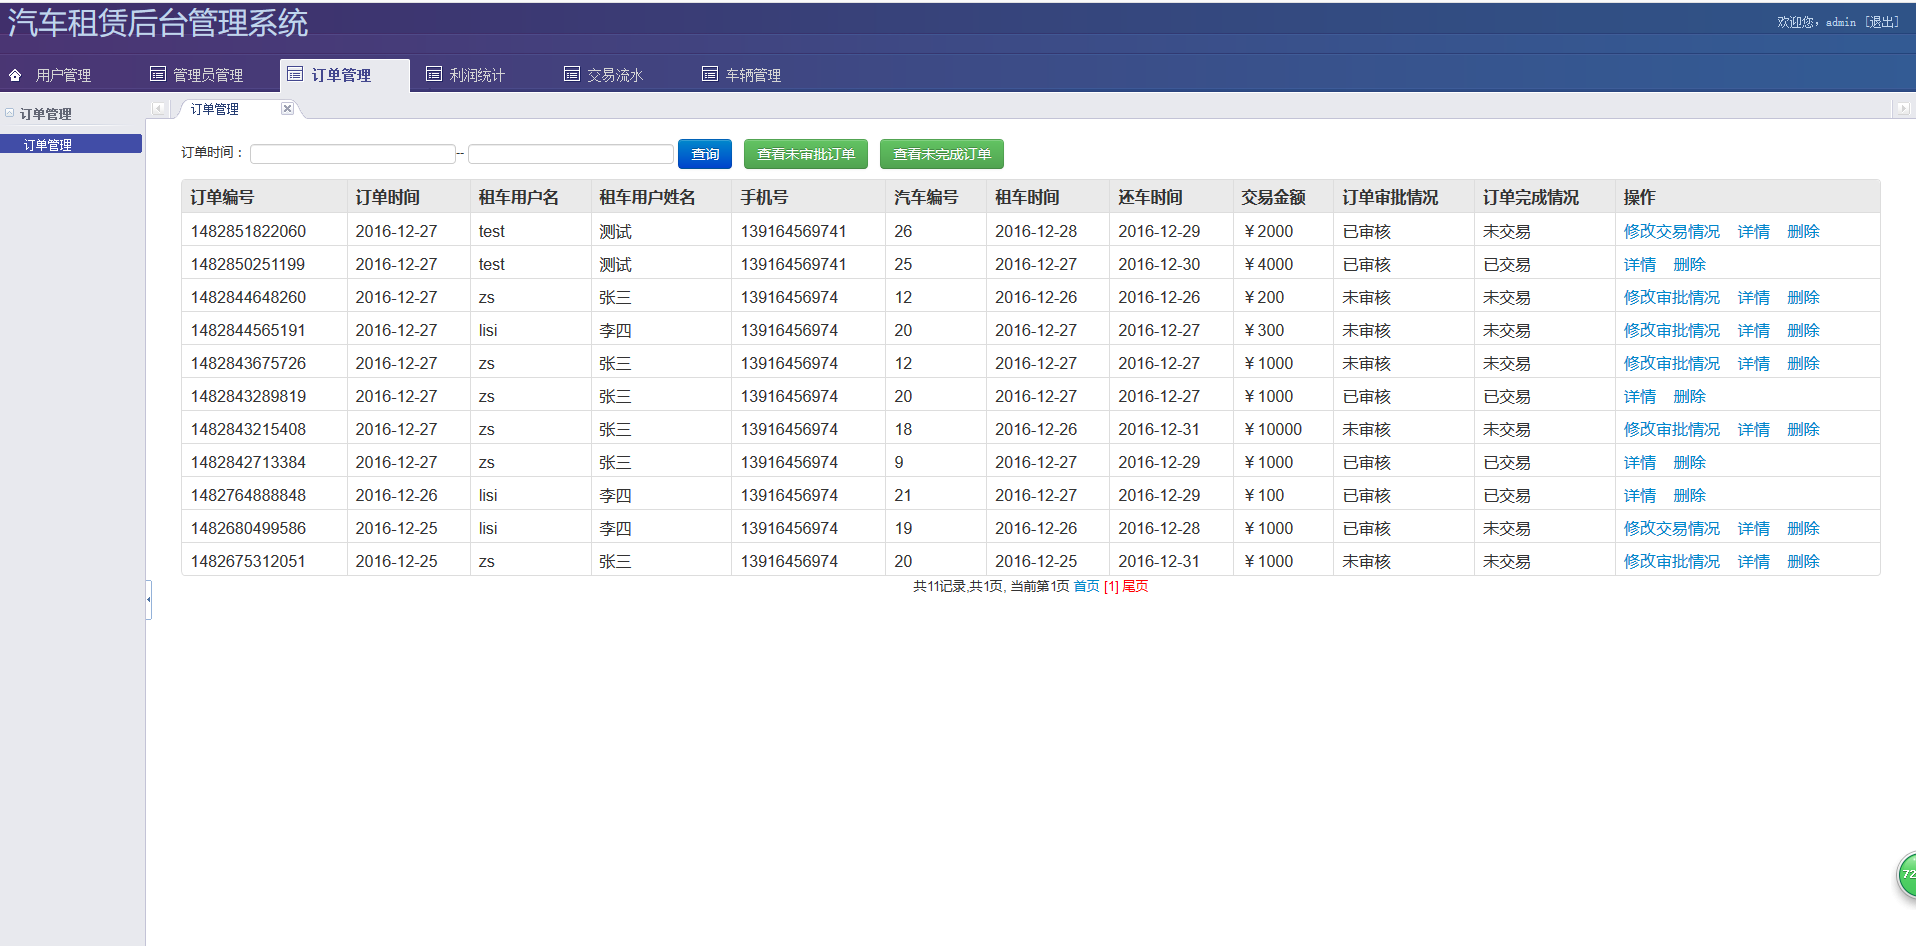 汽车租赁后台管理系统
欢迎您，admin [退出]
用户管理 管理员管理 订单管理 利润统计 交易流水 车辆管理
订单管理
订单管理
订单管理
订单时间： -- 查询 查看未审批订单 查看未完成订单
订单编号 订单时间 租车用户名 租车用户姓名 手机号 汽车编号 租车时间 还车时间 交易金额 订单审批情况 订单完成情况 操作
1482851822060 2016-12-27 test 测试 139164569741 26 2016-12-28 2016-12-29 ￥2000 已审核 未交易 修改交易情况 详情 删除
1482850251199 2016-12-27 test 测试 139164569741 25 2016-12-27 2016-12-30 ￥4000 已审核 已交易 详情 删除
1482844648260 2016-12-27 zs 张三 13916456974 12 2016-12-26 2016-12-26 ￥200 未审核 未交易 修改审批情况 详情 删除
1482844565191 2016-12-27 lisi 李四 13916456974 20 2016-12-27 2016-12-27 ￥300 未审核 未交易 修改审批情况 详情 删除
1482843675726 2016-12-27 zs 张三 13916456974 12 2016-12-27 2016-12-27 ￥1000 未审核 未交易 修改审批情况 详情 删除
1482843289819 2016-12-27 zs 张三 13916456974 20 2016-12-27 2016-12-27 ￥1000 已审核 已交易 详情 删除
1482843215408 2016-12-27 zs 张三 13916456974 18 2016-12-26 2016-12-31 ￥10000 未审核 未交易 修改审批情况 详情 删除
1482842713384 2016-12-27 zs 张三 13916456974 9 2016-12-27 2016-12-29 ￥1000 已审核 已交易 详情 删除
1482764888848 2016-12-26 lisi 李四 13916456974 21 2016-12-27 2016-12-29 ￥100 已审核 已交易 详情 删除
1482680499586 2016-12-25 lisi 李四 13916456974 19 2016-12-26 2016-12-28 ￥1000 已审核 未交易 修改交易情况 详情 删除
1482675312051 2016-12-25 zs 张三 13916456974 20 2016-12-25 2016-12-31 ￥1000 未审核 未交易 修改审批情况 详情 删除
共11记录,共1页, 当前第1页 首页 [1] 尾页
72